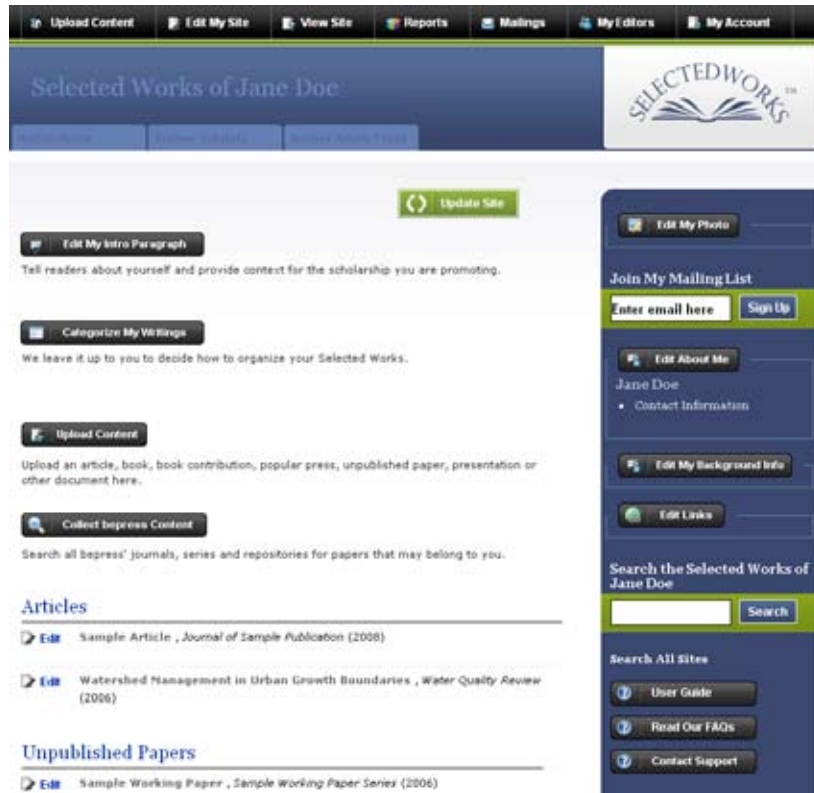 Upload Content
Edit My Site
View Site
Reports
Mailings
My Editors
My Account
Selected Works of Jane Doe
SELECTEDWORKS™
Update Site
Edit My Intro Paragraph
Tell readers about yourself and provide context for the scholarship you are promoting.
Categorize My Writings
We leave it up to you to decide how to organize your Selected Works.
Upload Content
Upload an article, book, book contribution, popular press, unpublished paper, presentation or
other document here.
Collect bepress Content
Search all bepress' journals, series and repositories for papers that may belong to you.
Articles
Edit Sample Article , Journal of Sample Publication (2008)
Edit Watershed Management in Urban Growth Boundaries , Water Quality Review
(2006)
Unpublished Papers
Edit Sample Working Paper , Sample Working Paper Series (2006)
Edit My Photo
Join My Mailing List
Enter email here
Sign Up
Edit About Me
Jane Doe
• Contact Information
Edit My Background Info
Edit Links
Search the Selected Works of
Jane Doe
Search
Search All Sites
User Guide
Read Our FAQs
Contact Support